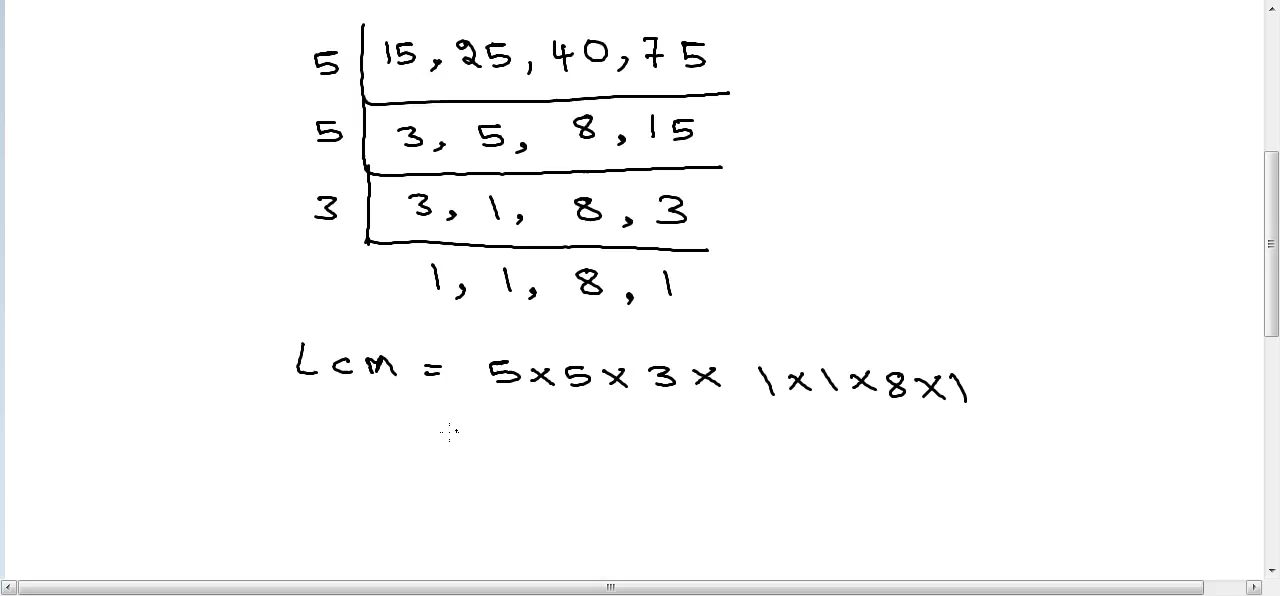 5 | 15, 25, 40, 75
5 | 3, 5, 8, 15
3 | 3, 1, 8, 3
1, 1, 8, 1
Lcm = 5 × 5 × 3 × 1 × 1 × 8 × 1